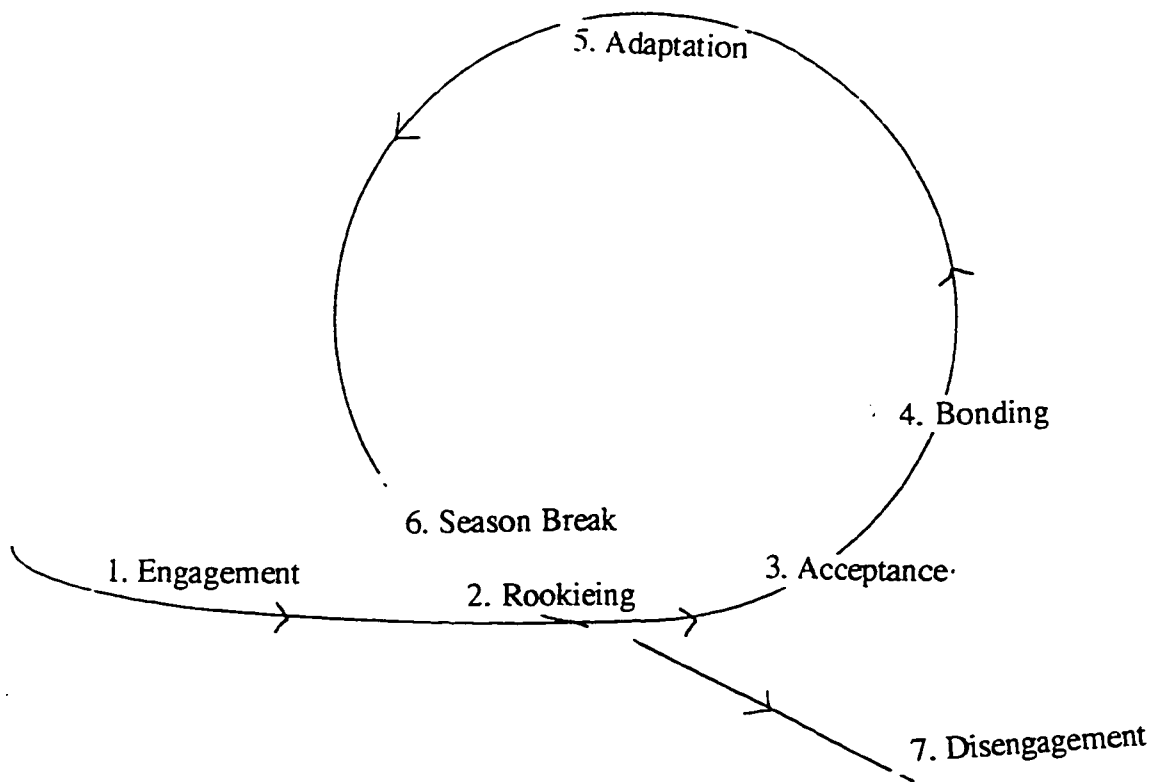 5. Adaptation
4. Bonding
6. Season Break
3. Acceptance
1. Engagement
2. Rookieing
7. Disengagement